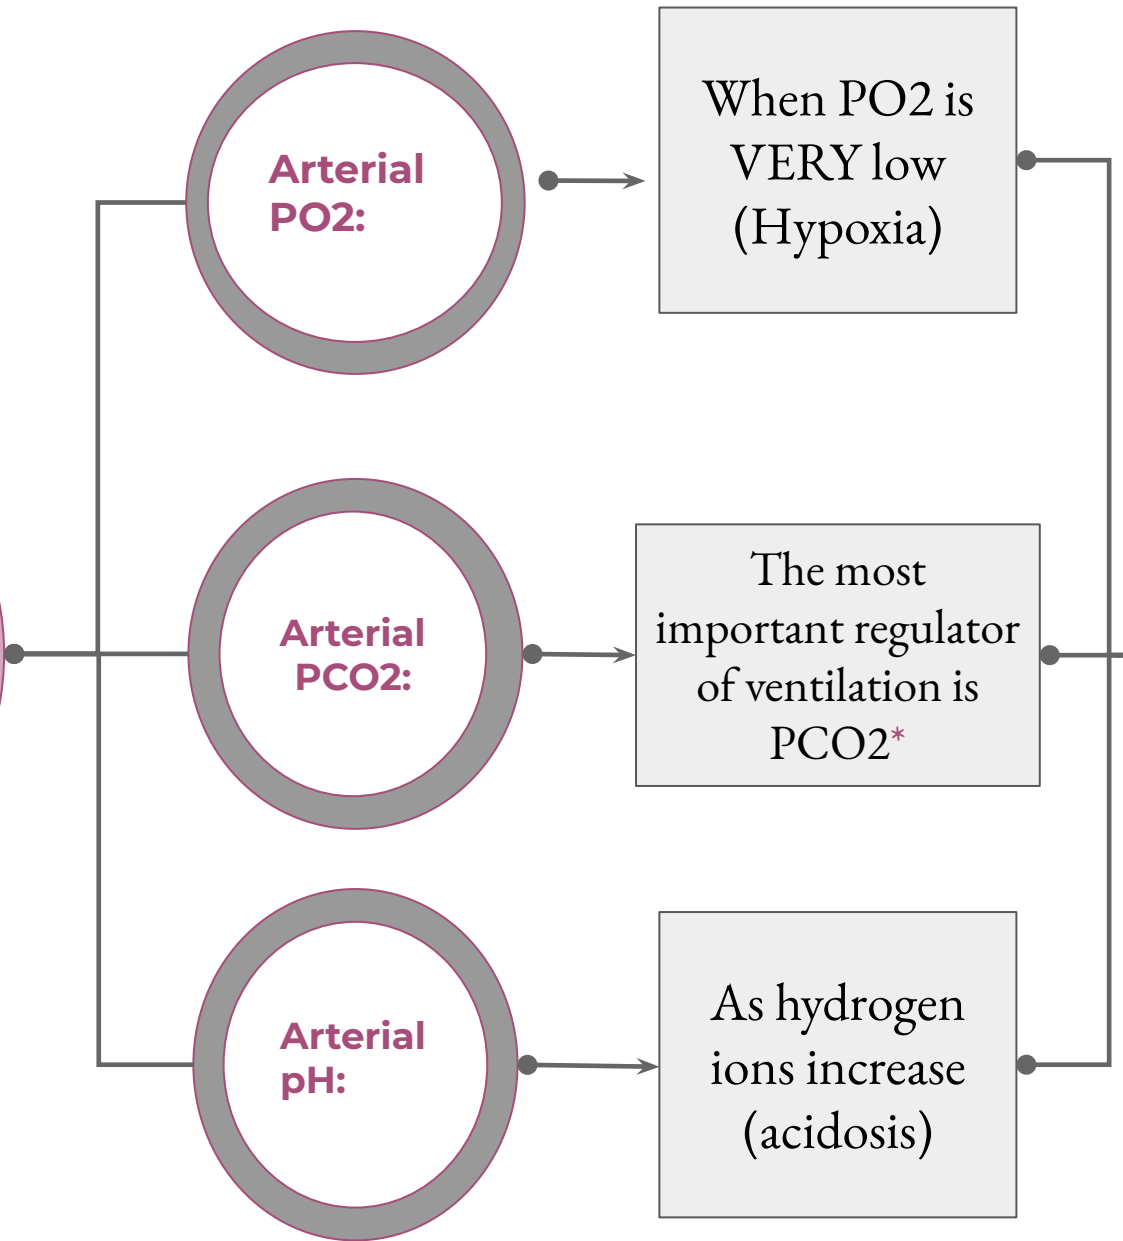 Arterial
PO2:
When PO2 is
VERY low
(Hypoxia)
Arterial
PCO2:
The most
important regulator
of ventilation is
PCO2*
Arterial
pH:
As hydrogen
ions increase
(acidosis)